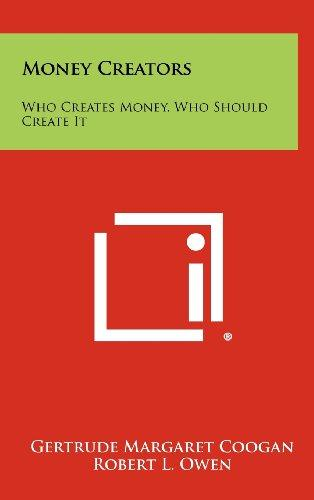 Money Creators
Who Creates Money, Who Should
Create It
i®
Gertrude Margaret Coogan
Robert L. Owen